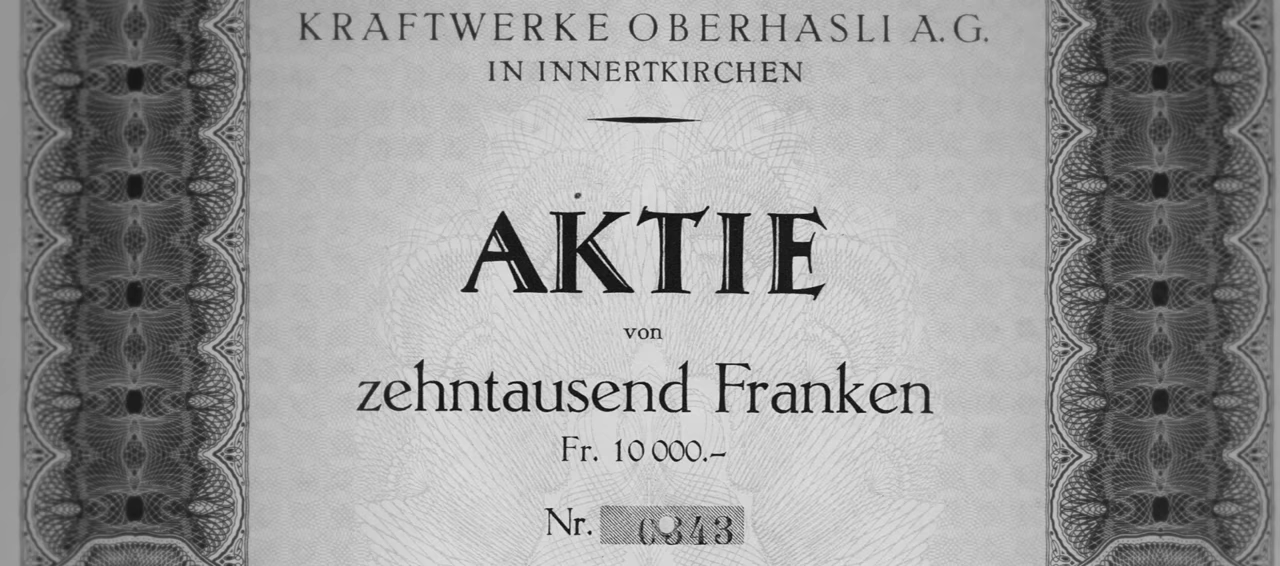 KRAFTWERKE OBERHASLI A.G.
IN INNERTKIRCHEN
AKTIE
von
zehntausend Franken
Fr. 10 000.–
Nr. 0343